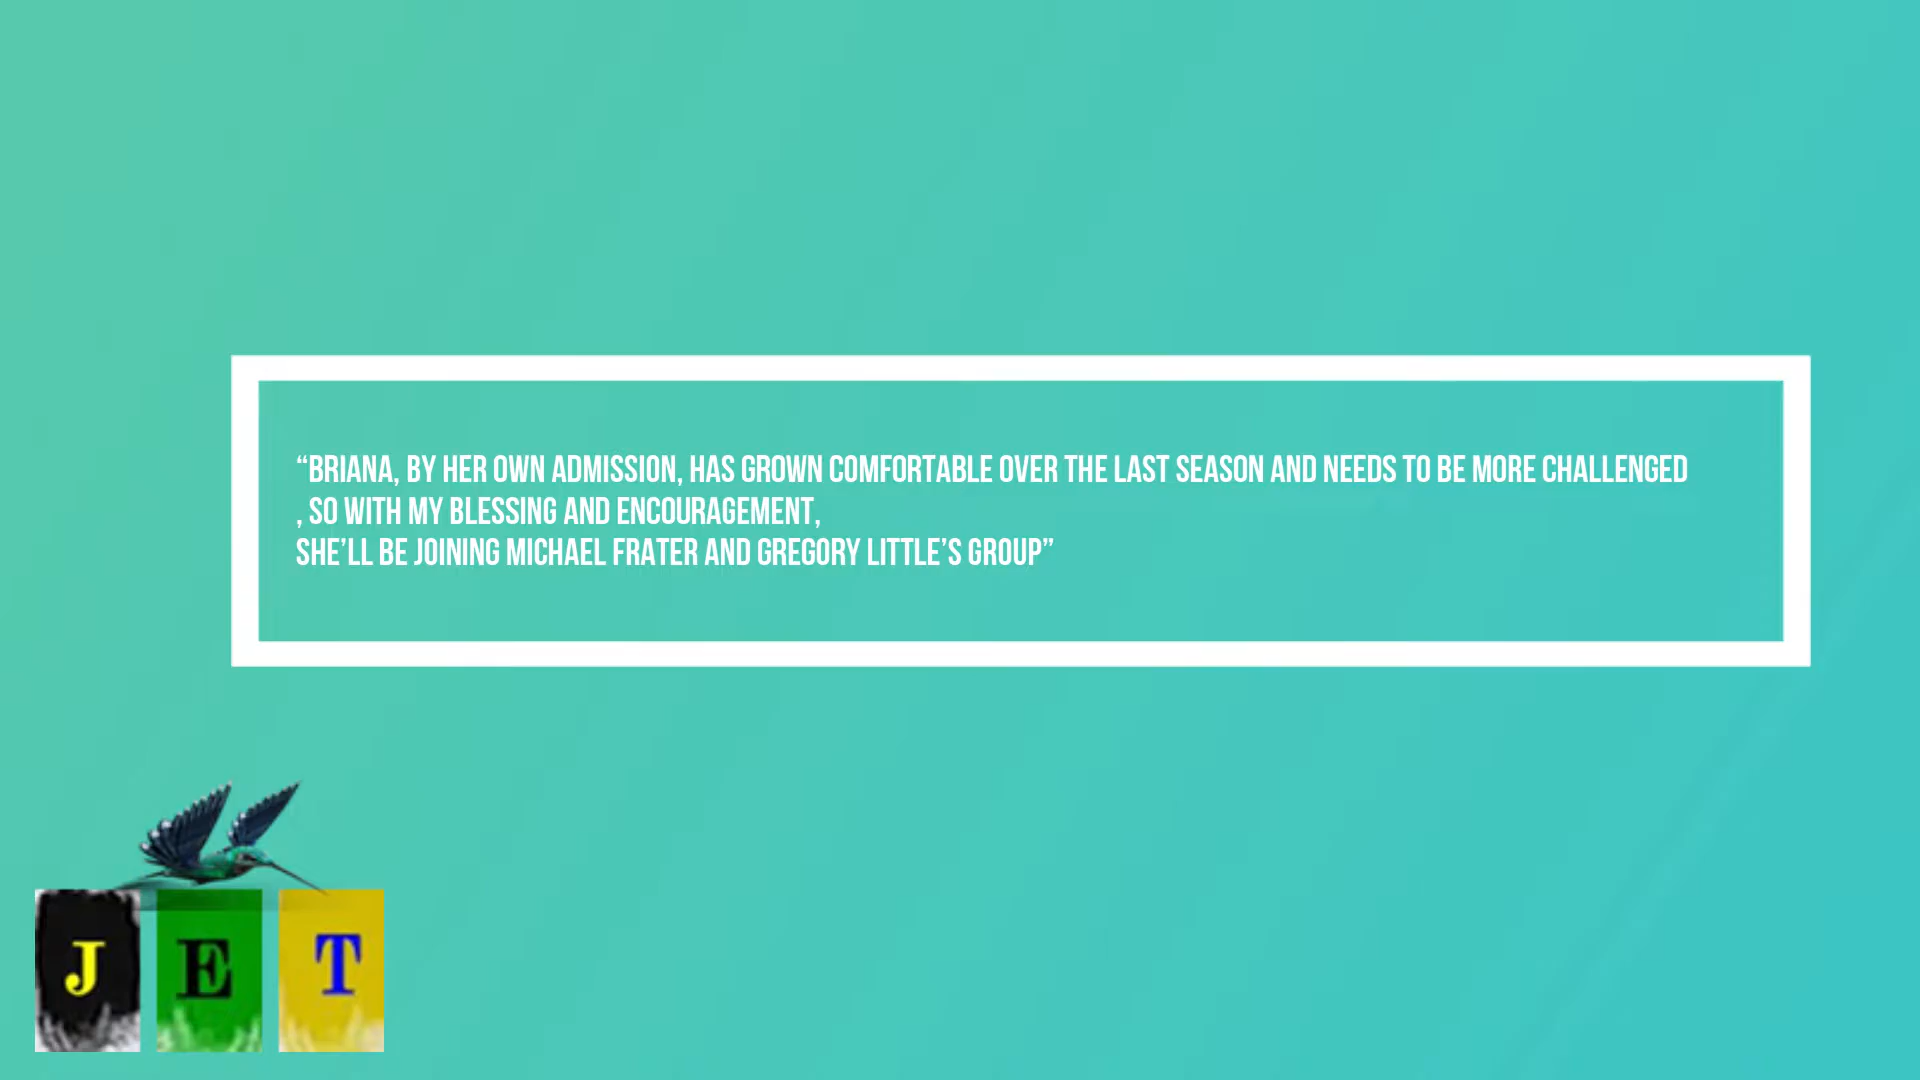 “BRIANA, BY HER OWN ADMISSION, HAS GROWN COMFORTABLE OVER THE LAST SEASON AND NEEDS TO BE MORE CHALLENGED
, SO WITH MY BLESSING AND ENCOURAGEMENT,
SHE’LL BE JOINING MICHAEL FRATER AND GREGORY LITTLE’S GROUP”
J E T